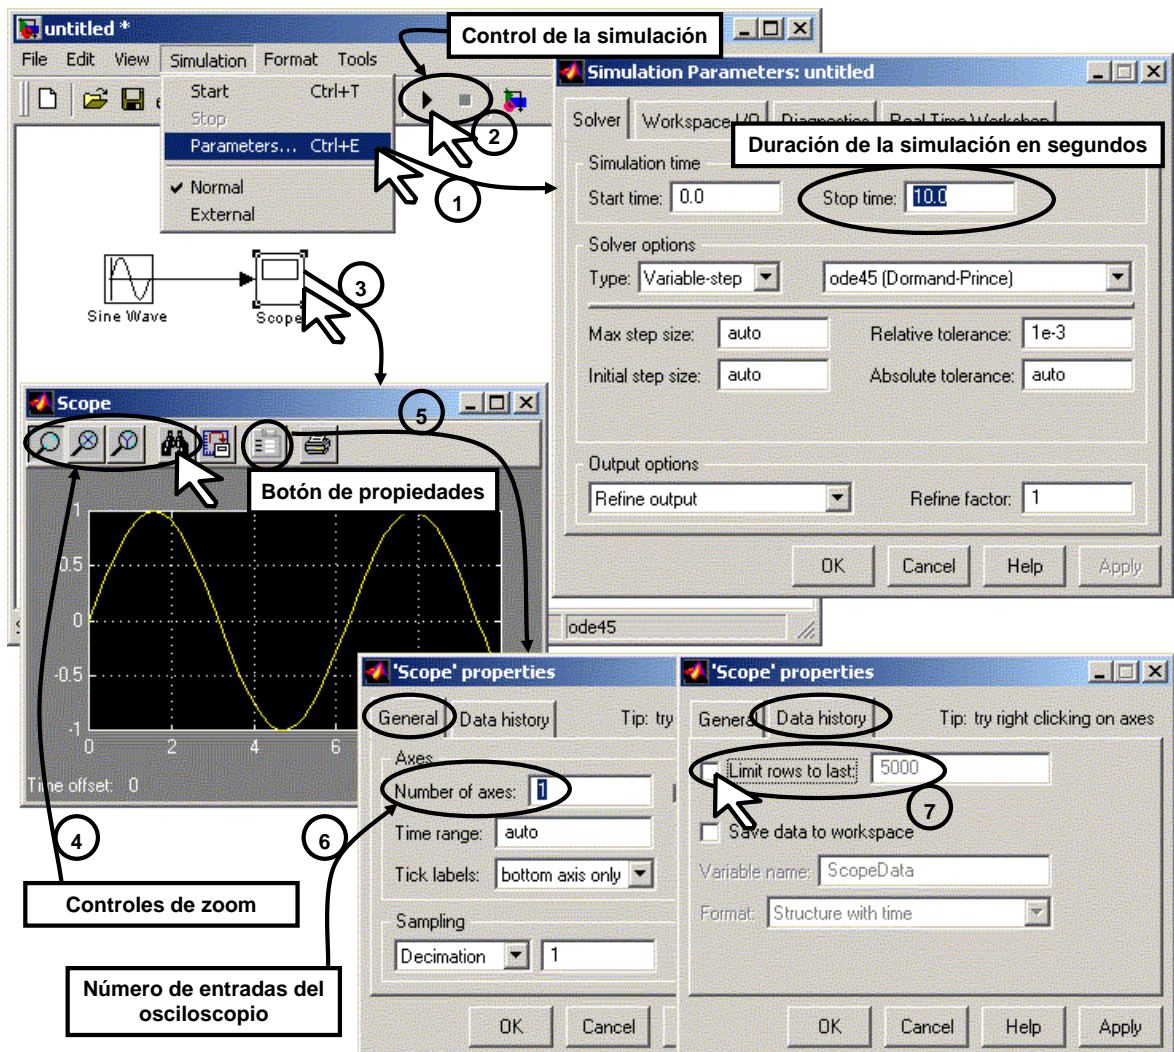 untitled *
File Edit View Simulation Format Tools
Start Ctrl+T
Stop
Parameters... Ctrl+E
Normal
External
Control de la simulación
2
1
Sine Wave
Scope
3
Simulation Parameters: untitled
Solver Workspace I/O Diagnostics Real-Time Workshop
Duración de la simulación en segundos
Simulation time
Start time: 0.0 Stop time: 10.0
Solver options
Type: Variable-step ode45 (Dormand-Prince)
Max step size: auto Relative tolerance: 1e-3
Initial step size: auto Absolute tolerance: auto
Output options
Refine output Refine factor: 1
OK Cancel Help Apply
ode45
Scope
5
Botón de propiedades
1
0.5
0
-0.5
-1
0 2 4 6
Time offset: 0
4
Controles de zoom
6
Número de entradas del
osciloscopio
'Scope' properties
General Data history Tip: try
Axes
Number of axes: 1
Time range: auto
Tick labels: bottom axis only
Sampling
Decimation 1
OK Cancel
'Scope' properties
General Data history Tip: try right clicking on axes
Limit rows to last: 5000
7
Save data to workspace
Variable name: ScopeData
Format: Structure with time
OK Cancel Help Apply